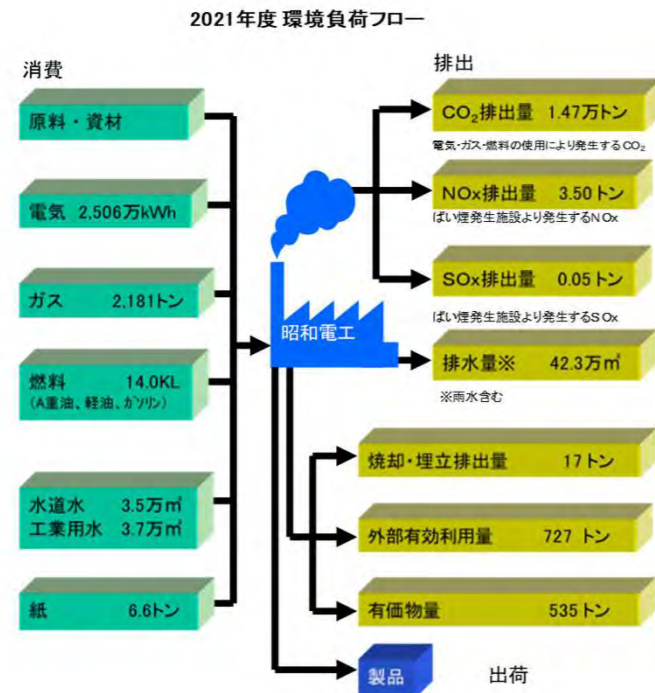 2021年度 環境負荷フロー
消費
原料・資材
電気 2,506万kWh
ガス 2,181トン
燃料 14.0KL
(A重油、軽油、ガソリン)
水道水 3.5万㎥
工業用水 3.7万㎥
紙 6.6トン
昭和電工
排出
CO₂排出量 1.47万トン
電気・ガス・燃料の使用により発生するCO₂
NOx排出量 3.50トン
ばい煙発生施設より発生するNOx
SOx排出量 0.05トン
ばい煙発生施設より発生するSOx
排水量※ 42.3万㎥
※雨水含む
焼却・埋立排出量 17トン
外部有効利用量 727 トン
有価物量 535トン
製品 出荷